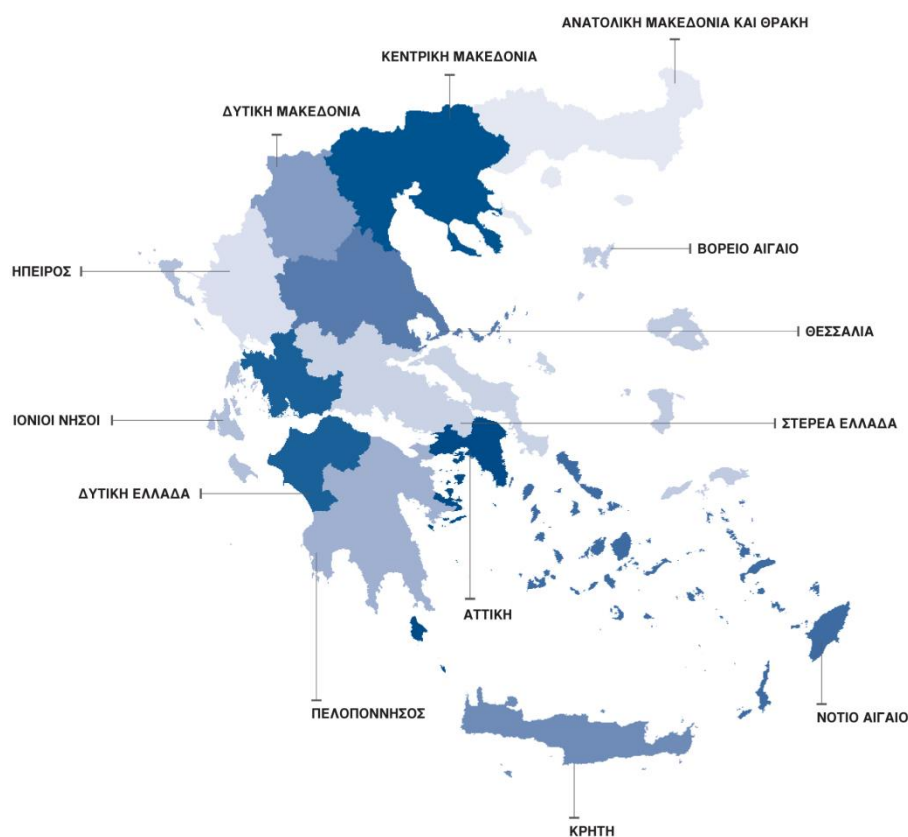 ΑΝΑΤΟΛΙΚΗ ΜΑΚΕΔΟΝΙΑ ΚΑΙ ΘΡΑΚΗ
ΚΕΝΤΡΙΚΗ ΜΑΚΕΔΟΝΙΑ
ΔΥΤΙΚΗ ΜΑΚΕΔΟΝΙΑ
ΒΟΡΕΙΟ ΑΙΓΑΙΟ
ΗΠΕΙΡΟΣ
ΘΕΣΣΑΛΙΑ
ΙΟΝΙΟΙ ΝΗΣΟΙ
ΣΤΕΡΕΑ ΕΛΛΑΔΑ
ΔΥΤΙΚΗ ΕΛΛΑΔΑ
ΑΤΤΙΚΗ
ΠΕΛΟΠΟΝΝΗΣΟΣ
ΝΟΤΙΟ ΑΙΓΑΙΟ
ΚΡΗΤΗ